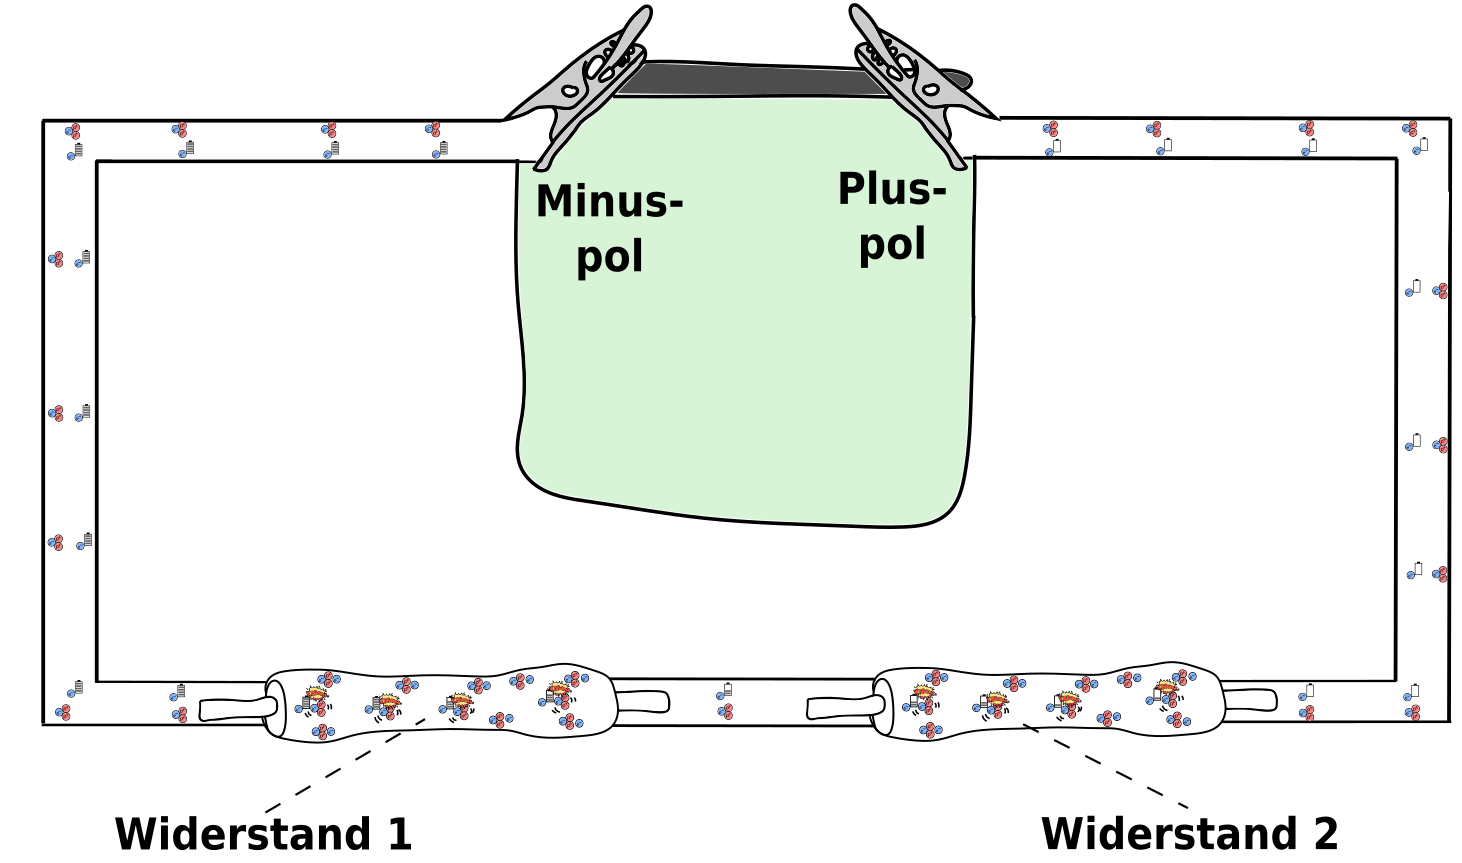 Minus-
pol
Plus-
pol
Widerstand 1
Widerstand 2